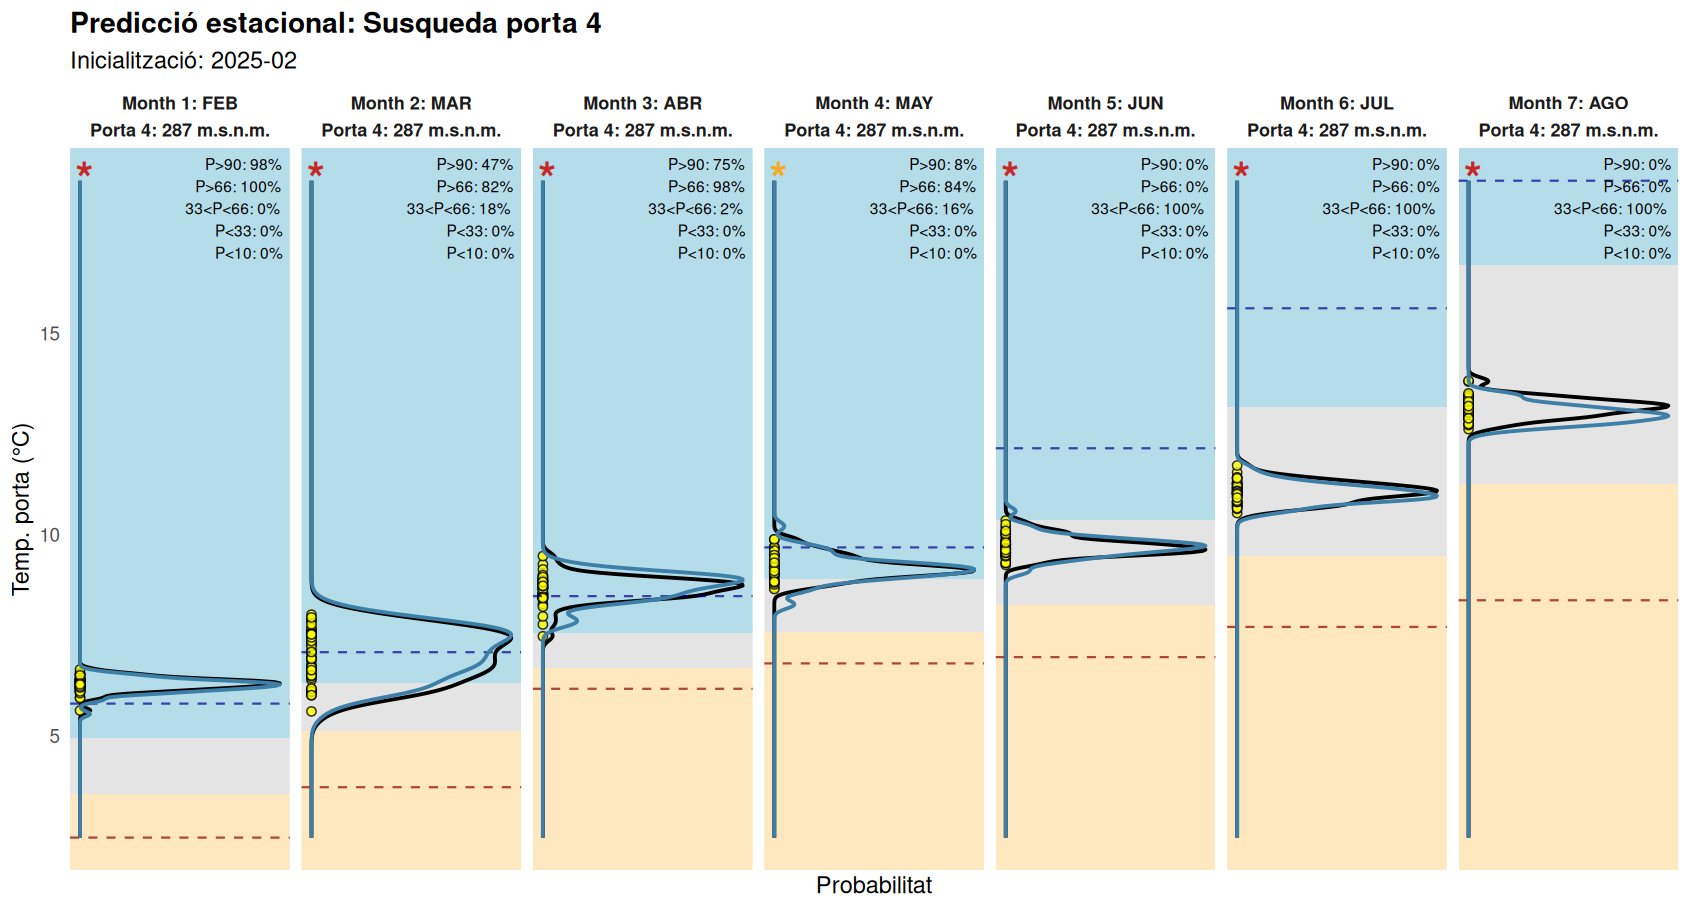 Predicció estacional: Susqueda porta 4
Inicialització: 2025-02
Month 1: FEB
Porta 4: 287 m.s.n.m.
Month 2: MAR
Porta 4: 287 m.s.n.m.
Month 3: ABR
Porta 4: 287 m.s.n.m.
Month 4: MAY
Porta 4: 287 m.s.n.m.
Month 5: JUN
Porta 4: 287 m.s.n.m.
Month 6: JUL
Porta 4: 287 m.s.n.m.
Month 7: AGO
Porta 4: 287 m.s.n.m.
*
P>90: 98%
P>66: 100%
33<P<66: 0%
P<33: 0%
P<10: 0%
*
P>90: 47%
P>66: 82%
33<P<66: 18%
P<33: 0%
P<10: 0%
*
P>90: 75%
P>66: 98%
33<P<66: 2%
P<33: 0%
P<10: 0%
*
P>90: 8%
P>66: 84%
33<P<66: 16%
P<33: 0%
P<10: 0%
*
P>90: 0%
P>66: 0%
33<P<66: 100%
P<33: 0%
P<10: 0%
*
P>90: 0%
P>66: 0%
33<P<66: 100%
P<33: 0%
P<10: 0%
*
P>90: 0%
P>66: 0%
33<P<66: 100%
P<33: 0%
P<10: 0%
15
10
5
Temp. porta (°C)
Probabilitat